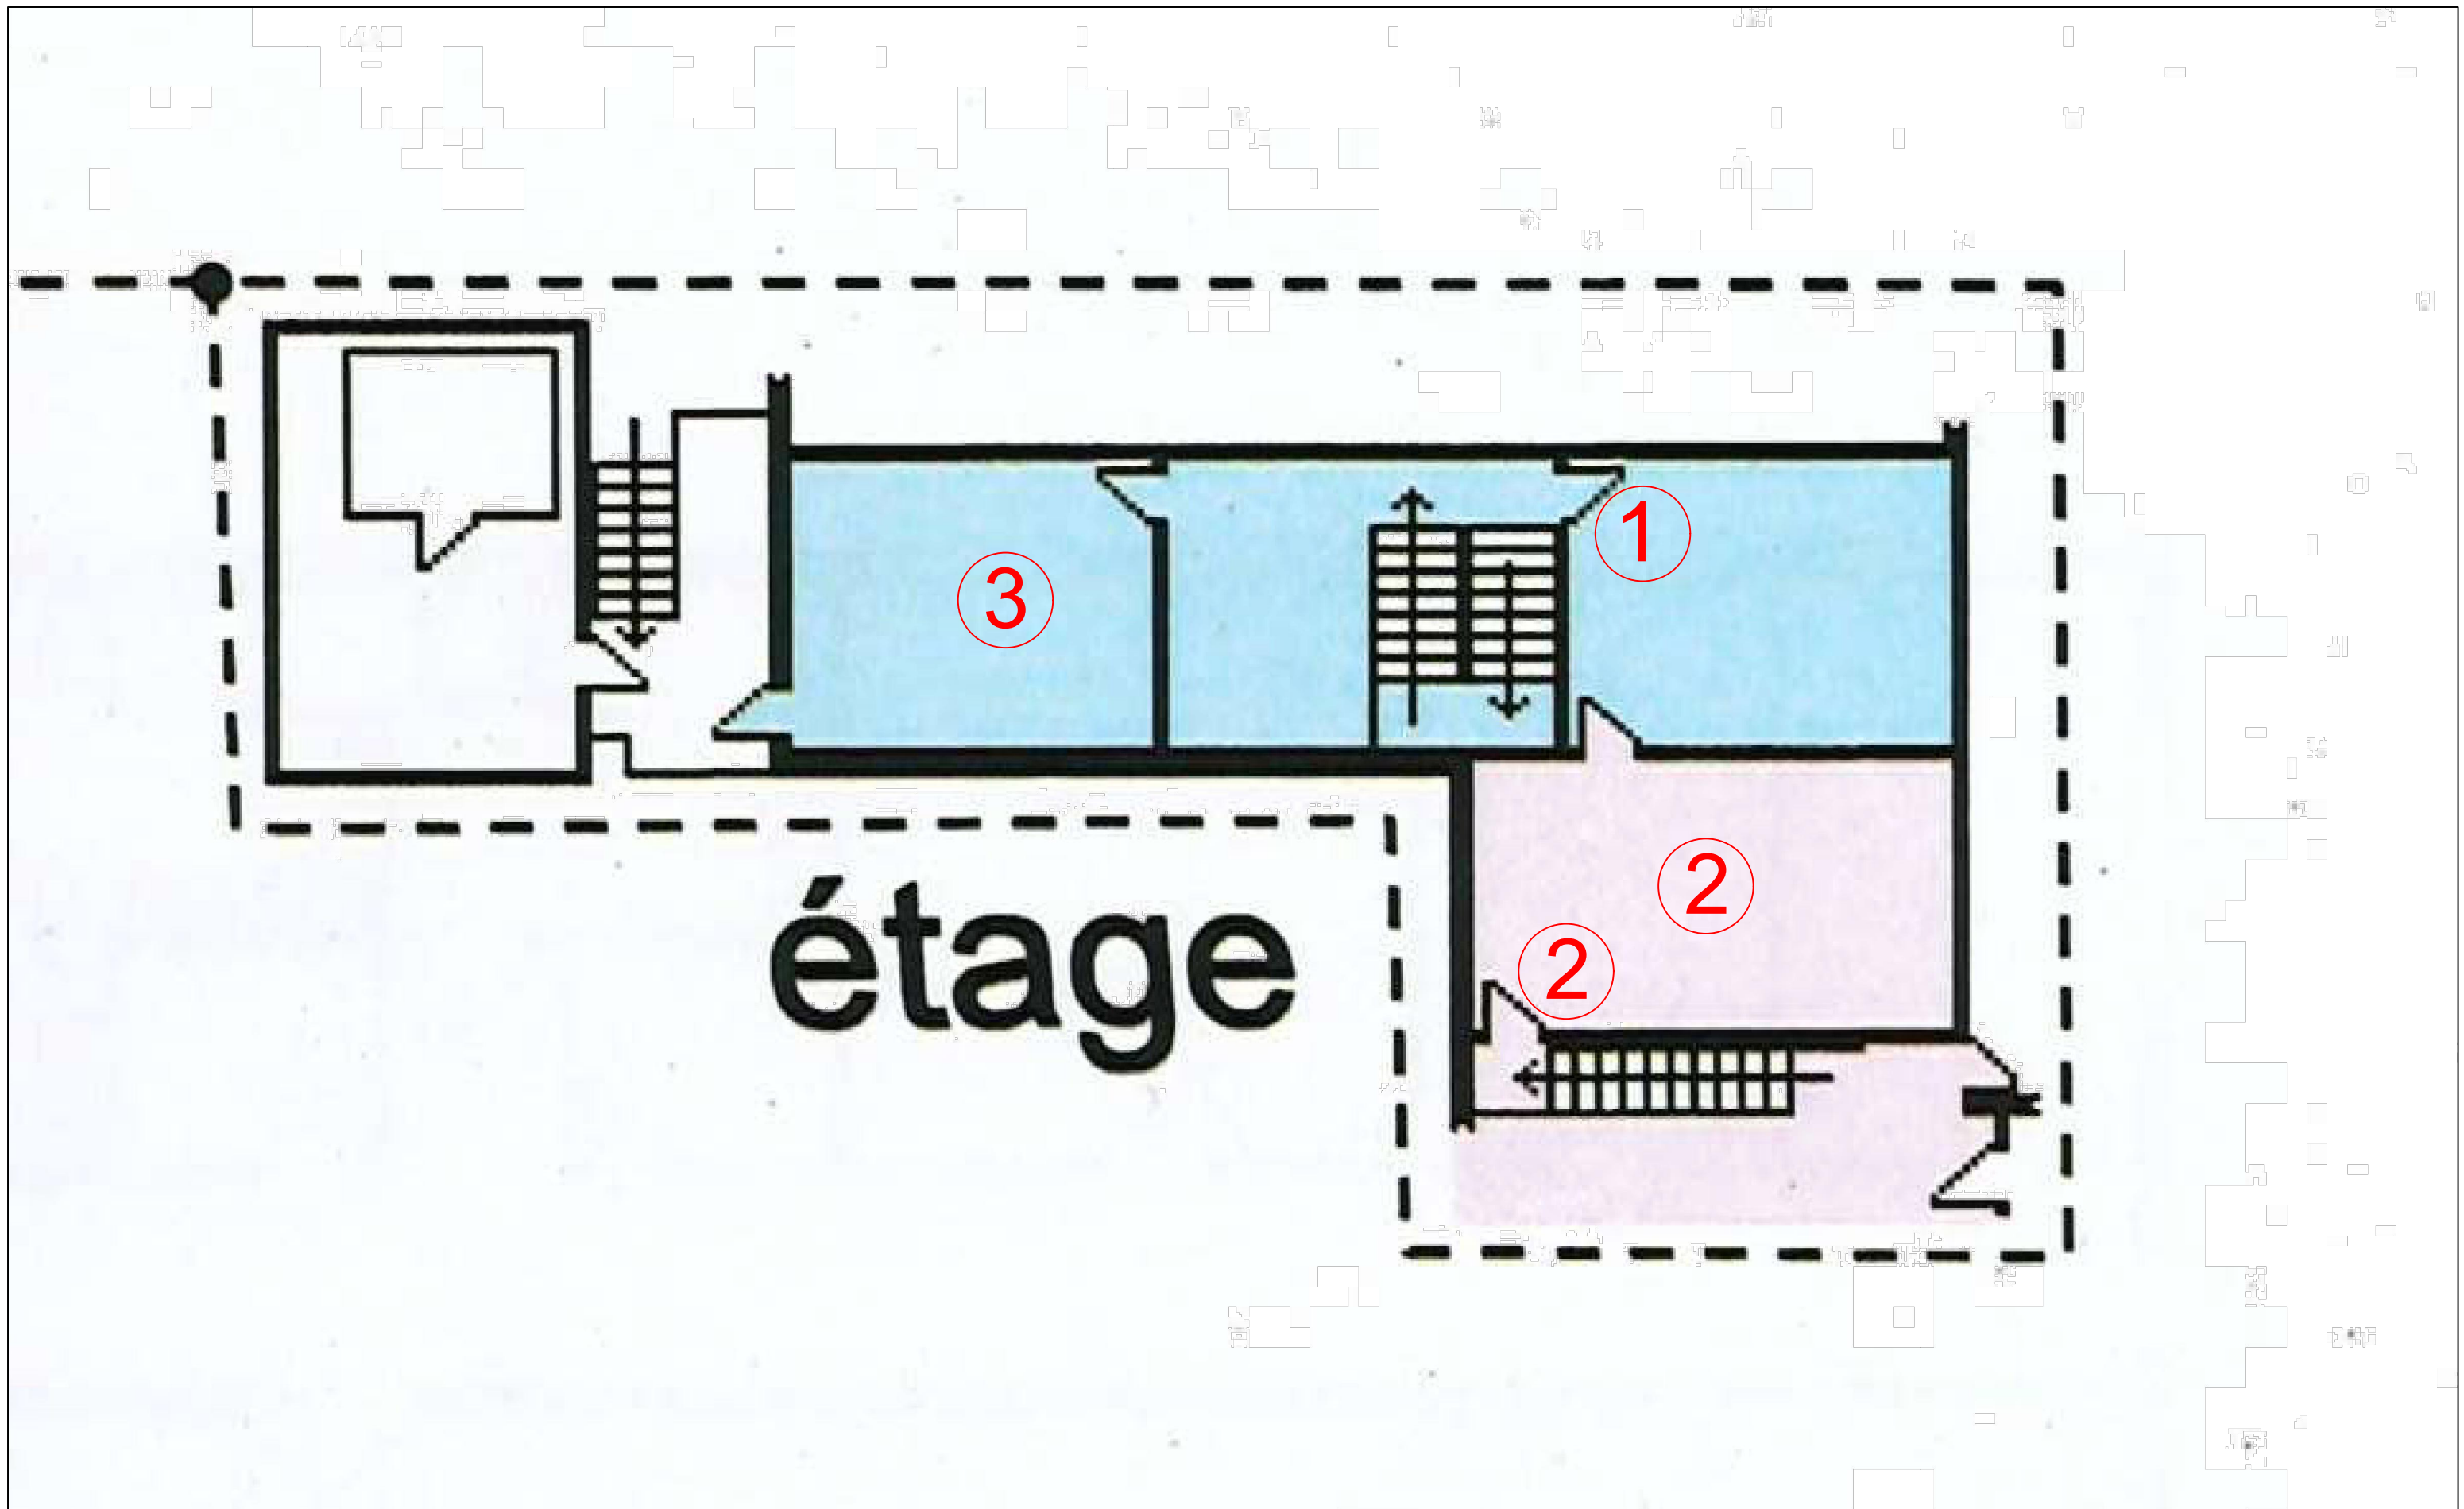 ①
③
②
②
étage